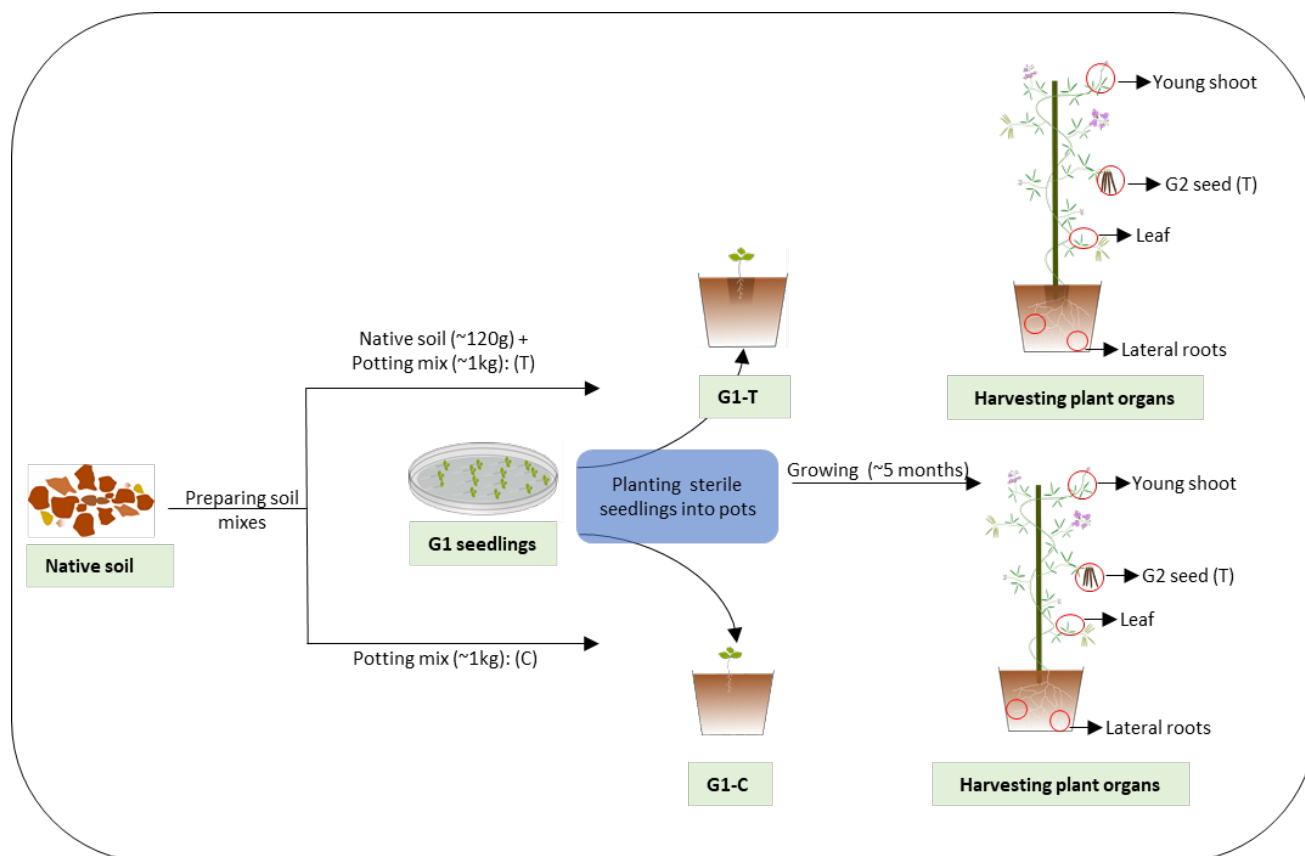 Young shoot
G2 seed (T)
Leaf
Lateral roots
Harvesting plant organs
Native soil (~120g) +
Potting mix (~1kg): (T)
G1-T
Native soil
Preparing soil
mixes
G1 seedlings
Planting sterile
seedlings into pots
Growing (~5 months)
Potting mix (~1kg): (C)
G1-C
Young shoot
G2 seed (T)
Leaf
Lateral roots
Harvesting plant organs